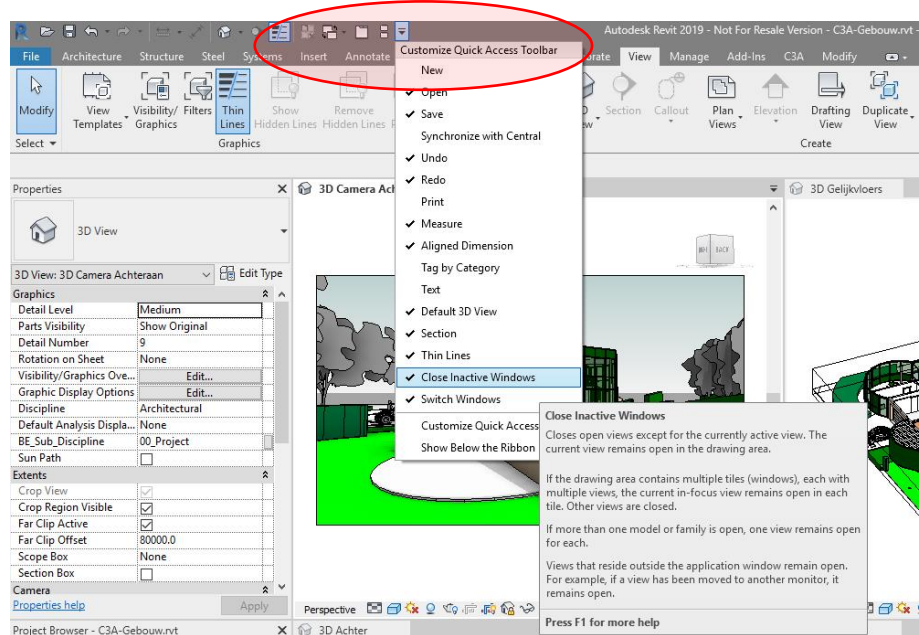 Autodesk Revit 2019 - Not For Resale Version - C3A-Gebouw.rvt -
File Architecture Structure Steel Systems Insert Annotate View Manage Add-Ins C3A Modify
Modify
View
Templates
Visibility/
Graphics
Filters
Thin
Lines
Show
Hidden Lines
Remove
Hidden Lines
Section
Callout
Plan
Views
Elevation
Drafting
View
Duplicate
View
Select
Graphics
Create
Customize Quick Access Toolbar
New
Open
Save
Synchronize with Central
Undo
Redo
Print
Measure
Aligned Dimension
Tag by Category
Text
Default 3D View
Section
Thin Lines
Close Inactive Windows
Switch Windows
Customize Quick Access
Show Below the Ribbon
Properties
3D View
3D View: 3D Camera Achteraan
Edit Type
Graphics
Detail Level Medium
Parts Visibility Show Original
Detail Number 9
Rotation on Sheet None
Visibility/Graphics Ove... Edit...
Graphic Display Options Edit...
Discipline Architectural
Default Analysis Displa... None
BE_Sub_Discipline 00_Project
Sun Path
Extents
Crop View
Crop Region Visible
Far Clip Active
Far Clip Offset 80000.0
Scope Box None
Section Box
Camera
Properties help
Apply
Project Browser - C3A-Gebouw.rvt
3D Camera Ach
3D Gelijkvloers
BACK
Close Inactive Windows
Closes open views except for the currently active view. The
current view remains open in the drawing area.
If the drawing area contains multiple tiles (windows), each with
multiple views, the current in-focus view remains open in each
tile. Other views are closed.
If more than one model or family is open, one view remains open
for each.
Views that reside outside the application window remain open.
For example, if a view has been moved to another monitor, it
remains open.
Press F1 for more help
Perspective
3D Achter